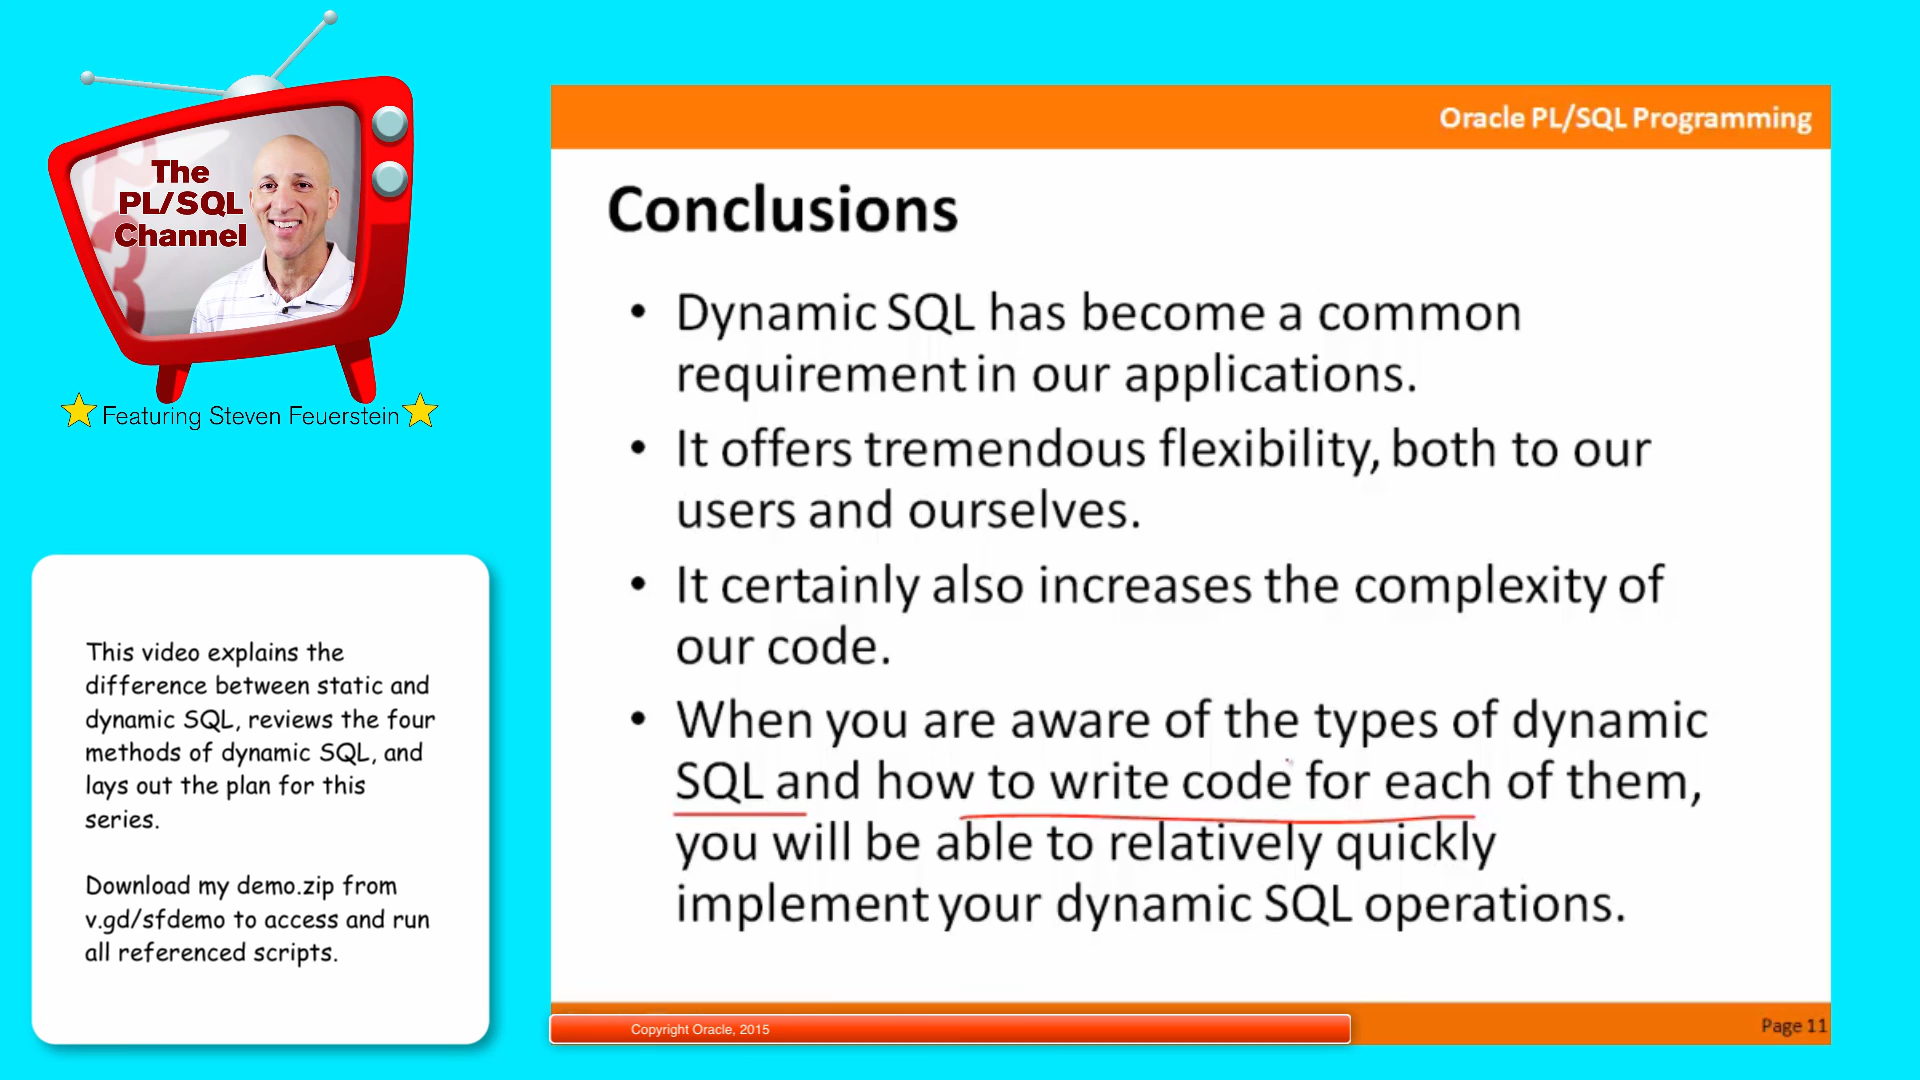 The
PL/SQL
Channel
Featuring Steven Feuerstein
This video explains the
difference between static and
dynamic SQL, reviews the four
methods of dynamic SQL, and
lays out the plan for this
series.
Download my demo.zip from
v.gd/sfdemo to access and run
all referenced scripts.
Oracle PL/SQL Programming
Conclusions
• Dynamic SQL has become a common
requirement in our applications.
• It offers tremendous flexibility, both to our
users and ourselves.
• It certainly also increases the complexity of
our code.
• When you are aware of the types of dynamic
SQL and how to write code for each of them,
you will be able to relatively quickly
implement your dynamic SQL operations.
Copyright Oracle, 2015
Page 11